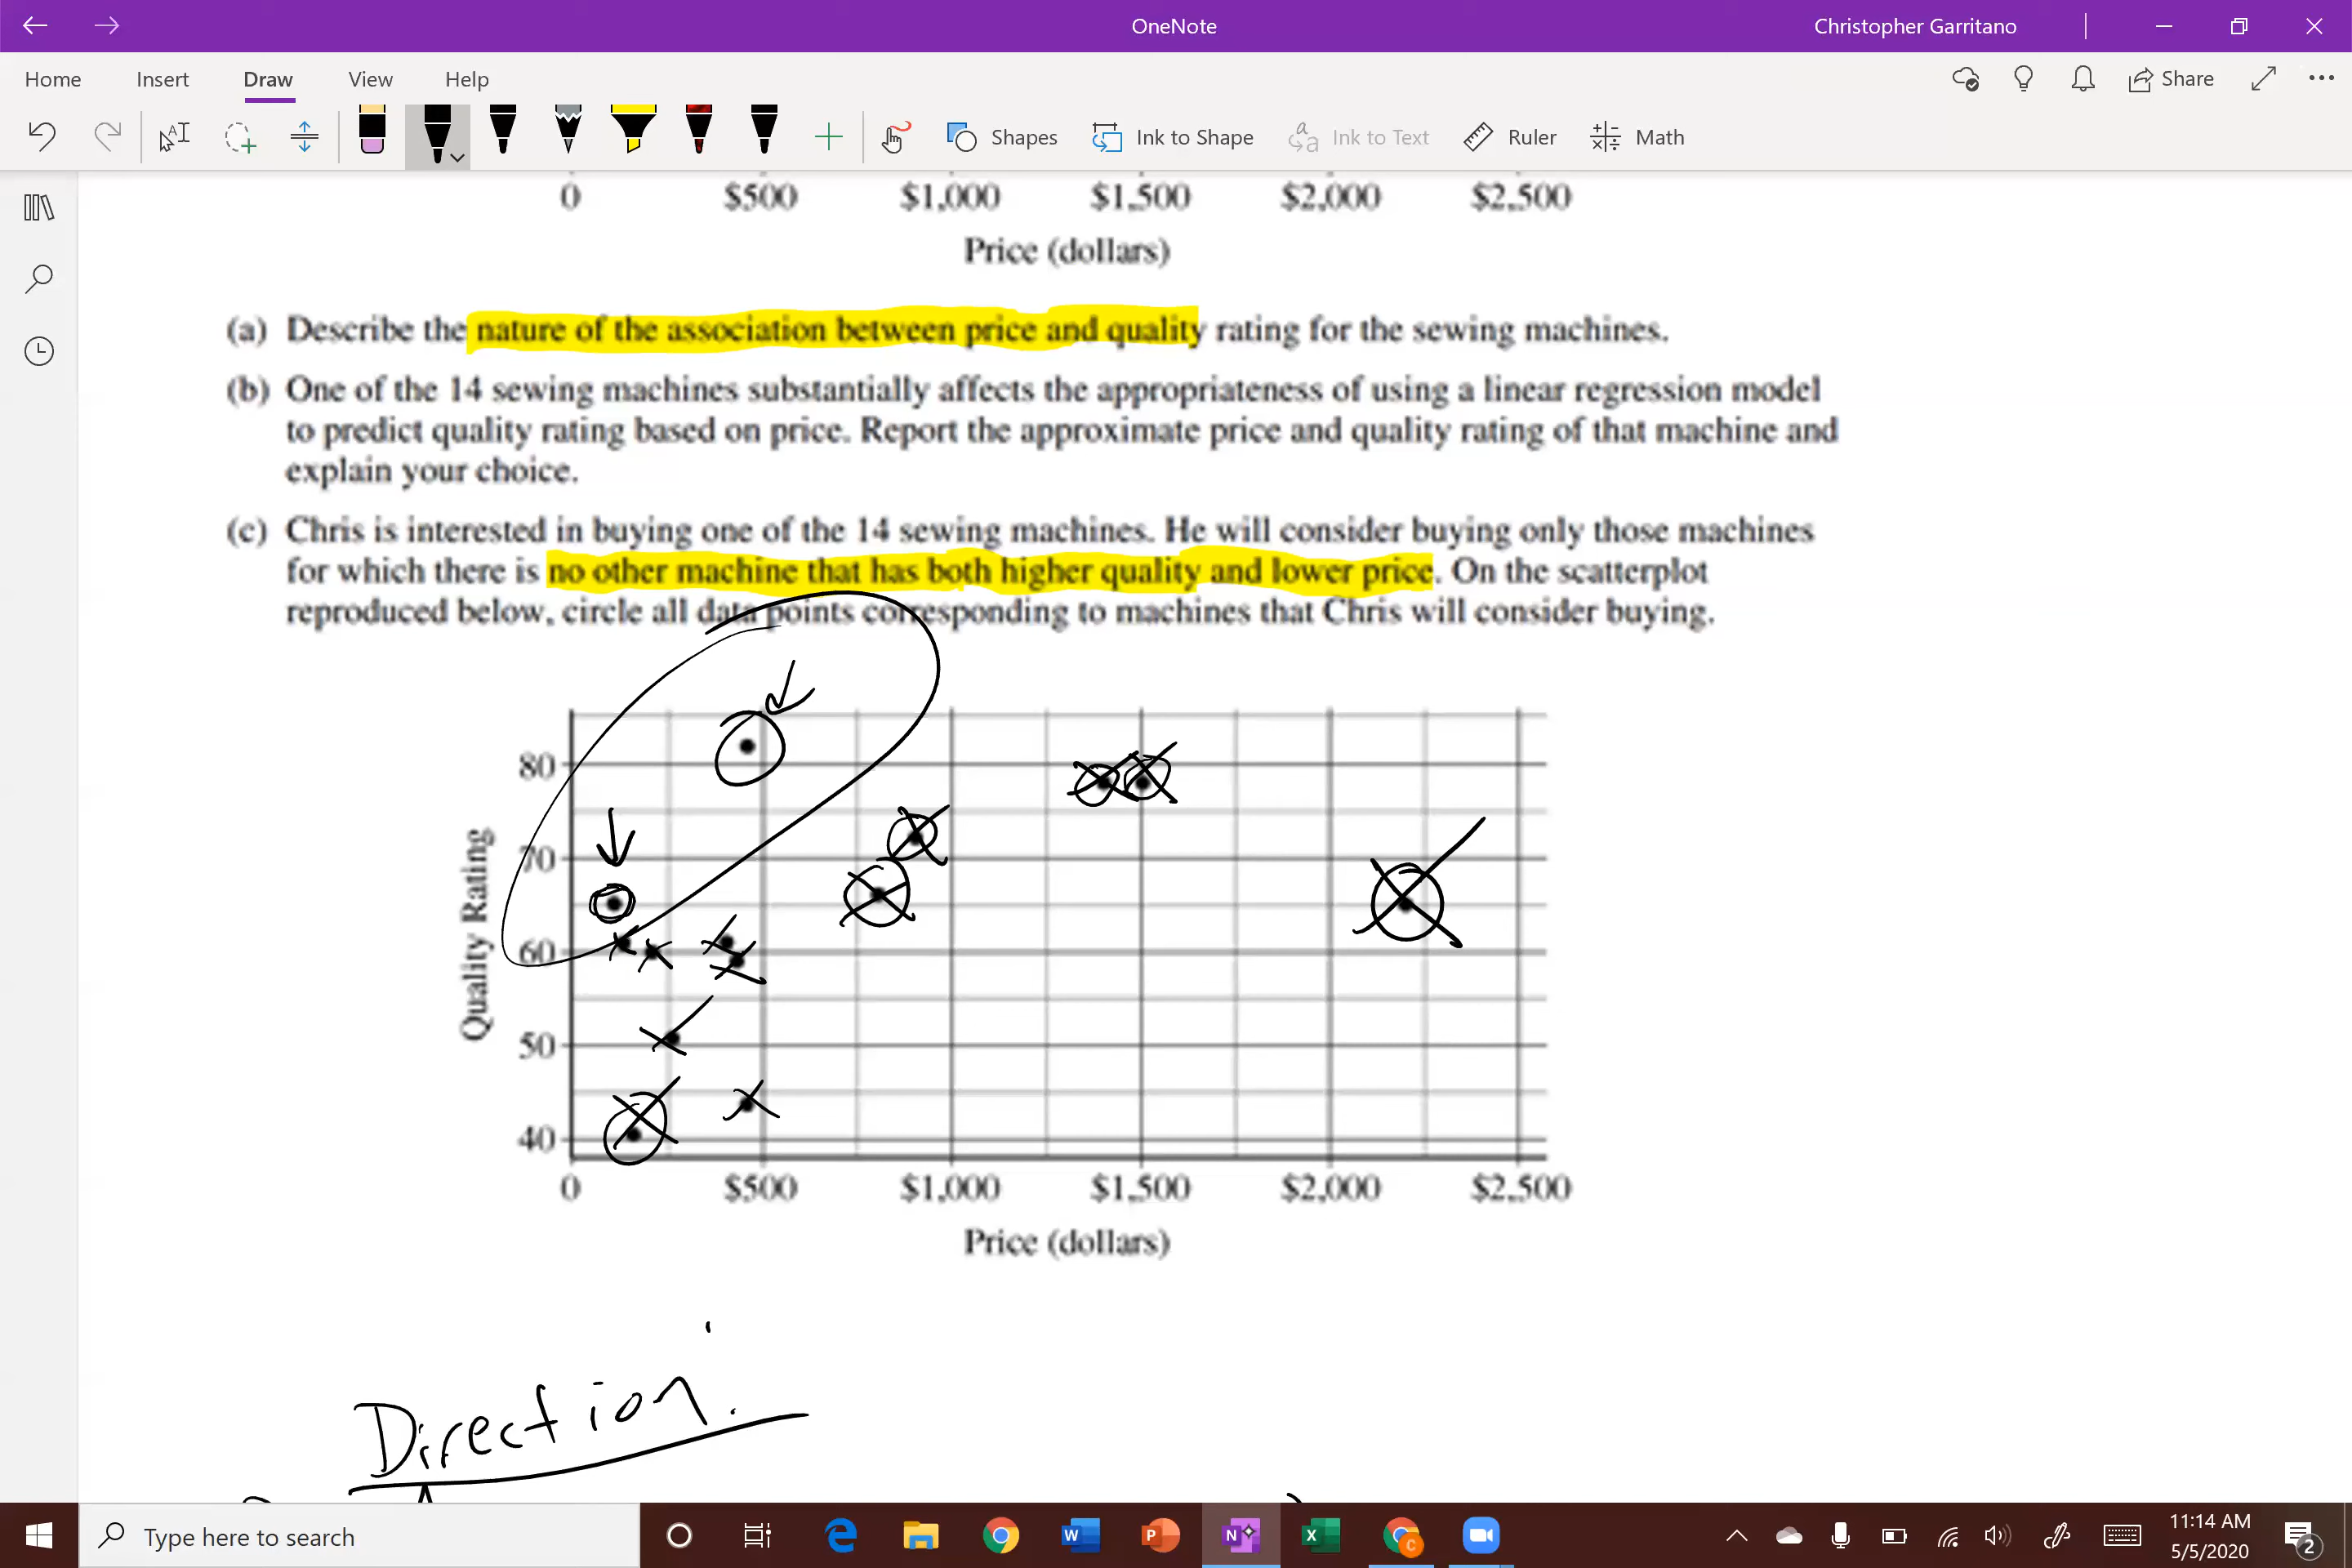 OneNote
Christopher Garritano
Home Insert Draw View Help
Share
Shapes Ink to Shape Ink to Text Ruler Math
0 $500 $1,000 $1,500 $2,000 $2,500
Price (dollars)
(a) Describe the nature of the association between price and quality rating for the sewing machines.
(b) One of the 14 sewing machines substantially affects the appropriateness of using a linear regression model
to predict quality rating based on price. Report the approximate price and quality rating of that machine and
explain your choice.
(c) Chris is interested in buying one of the 14 sewing machines. He will consider buying only those machines
for which there is no other machine that has both higher quality and lower price. On the scatterplot
reproduced below, circle all data points corresponding to machines that Chris will consider buying.
Quality Rating
80
70
60
50
40
0 $500 $1,000 $1,500 $2,000 $2,500
Price (dollars)
Direction.
Type here to search
11:14 AM
5/5/2020
2